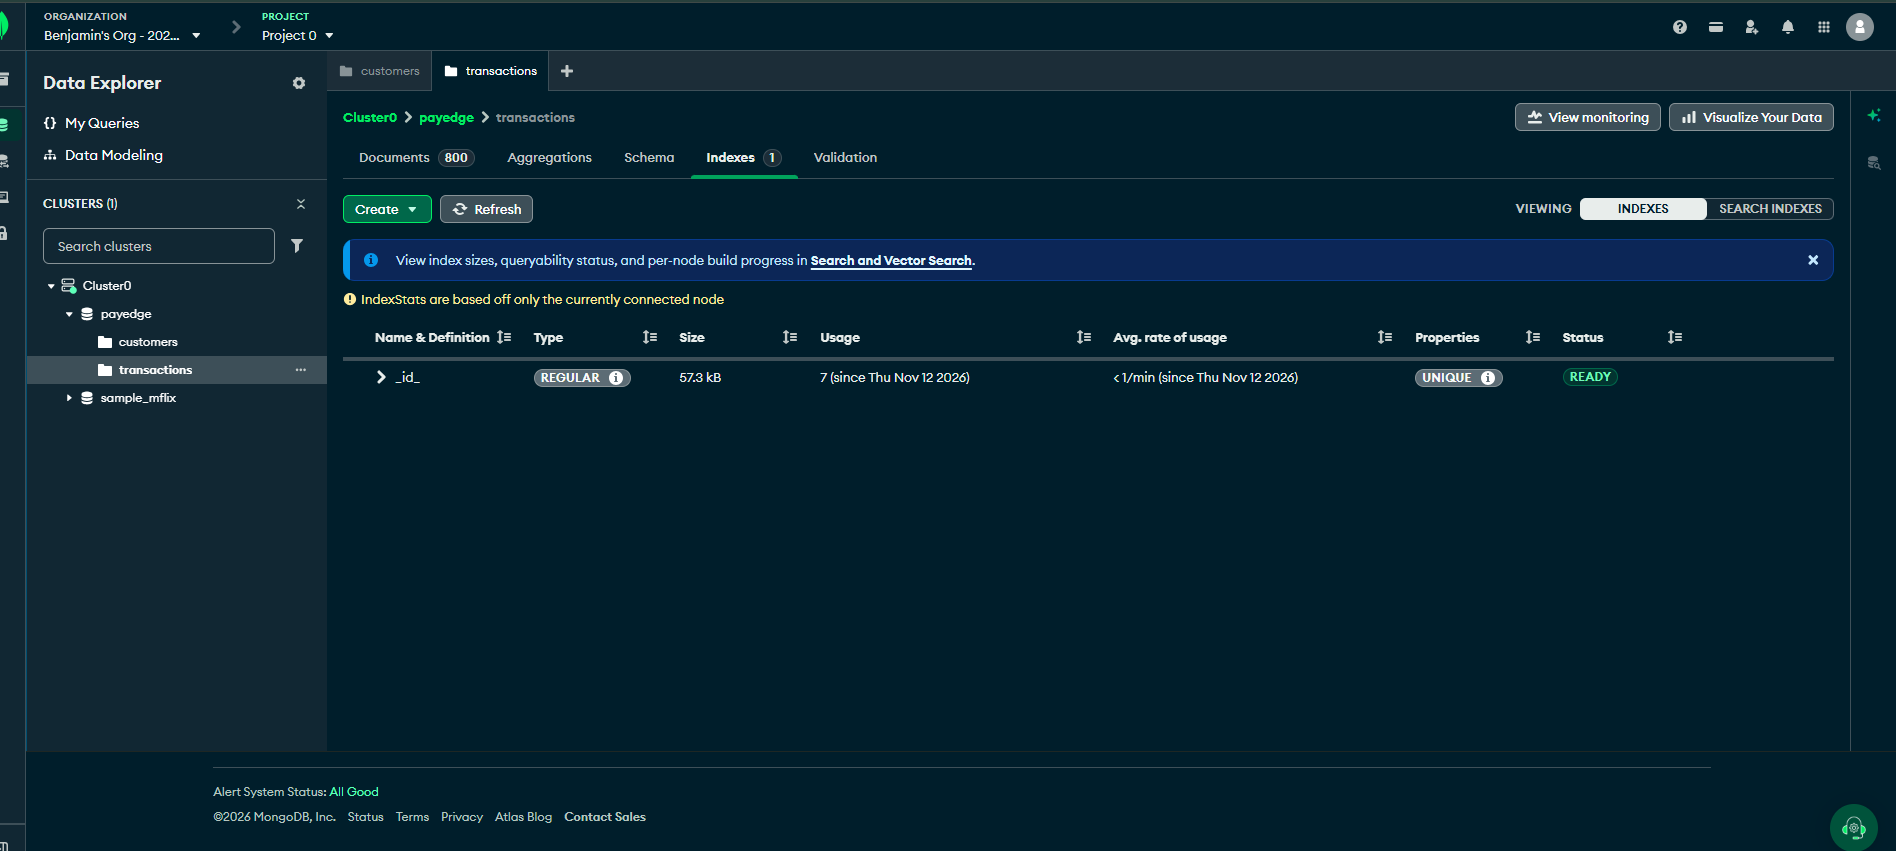 ORGANIZATION
Benjamin's Org - 202...
PROJECT
Project 0
Data Explorer
My Queries
Data Modeling
CLUSTERS (1)
Search clusters
Cluster0
payedge
customers
transactions
sample_mflix
customers
transactions
Cluster0 > payedge > transactions
View monitoring
Visualize Your Data
Documents 800 Aggregations Schema Indexes 1 Validation
Create
Refresh
VIEWING INDEXES SEARCH INDEXES
View index sizes, queryability status, and per-node build progress in Search and Vector Search.
IndexStats are based off only the currently connected node
Name & Definition Type Size Usage Avg. rate of usage Properties Status
_id_ REGULAR 57.3 kB 7 (since Thu Nov 12 2026) < 1/min (since Thu Nov 12 2026) UNIQUE READY
Alert System Status: All Good
©2026 MongoDB, Inc. Status Terms Privacy Atlas Blog Contact Sales